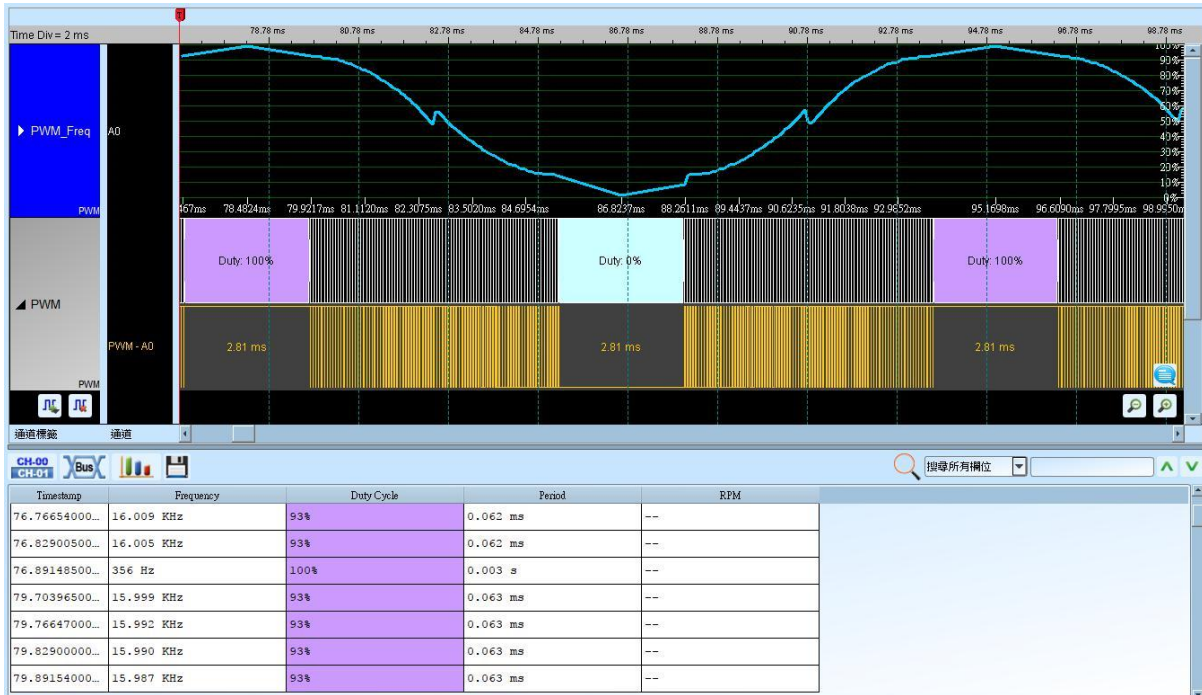 Time Div = 2 ms
T
78.78 ms 80.78 ms 82.78 ms 84.78 ms 86.78 ms 88.78 ms 90.78 ms 92.78 ms 94.78 ms 96.78 ms 98.78 ms
100%
90%
80%
70%
60%
50%
40%
30%
20%
10%
0%
PWM_Freq A0
PWM
467ms 78.4824ms 79.9217ms 81.1120ms 82.3075ms 83.5020ms 84.6954ms 86.8237ms 88.2611ms 89.4437ms 90.6235ms 91.8038ms 92.9852ms 95.1698ms 96.6090ms 97.7995ms 98.9950m
Duty: 100% Duty: 0% Duty: 100%
PWM
PWM - A0 2.81 ms 2.81 ms 2.81 ms
PWM
通道標籤 通道
CH-00
CH-01
Bus
搜尋所有欄位
Timestamp Frequency Duty Cycle Period RPM
76.76654000... 16.009 KHz 93% 0.062 ms --
76.82900500... 16.005 KHz 93% 0.062 ms --
76.89148500... 356 Hz 100% 0.003 s --
79.70396500... 15.999 KHz 93% 0.063 ms --
79.76647000... 15.992 KHz 93% 0.063 ms --
79.82900000... 15.990 KHz 93% 0.063 ms --
79.89154000... 15.987 KHz 93% 0.063 ms --